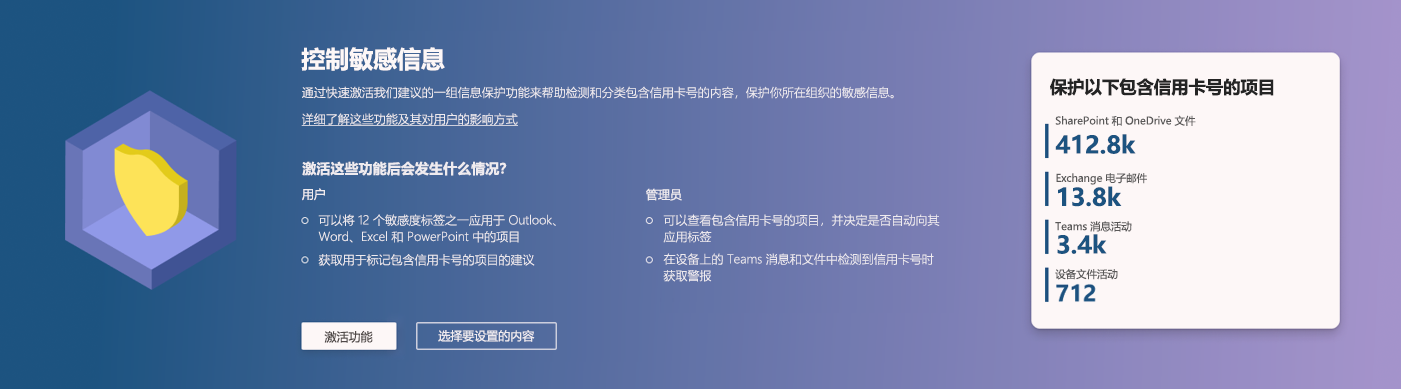 控制敏感信息
通过快速激活我们建议的一组信息保护功能来帮助检测和分类包含信用卡号的内容，保护你所在组织的敏感信息。
详细了解这些功能及其对用户的影响方式
激活这些功能后会发生什么情况?
用户
可以将 12 个敏感度标签之一应用于 Outlook、
Word、Excel 和 PowerPoint 中的项目
获取用于标记包含信用卡号的项目的建议
管理员
可以查看包含信用卡号的项目，并决定是否自动向其
应用标签
在设备上的 Teams 消息和文件中检测到信用卡号时
获取警报
激活功能
选择要设置的内容
保护以下包含信用卡号的项目
SharePoint 和 OneDrive 文件
412.8k
Exchange 电子邮件
13.8k
Teams 消息活动
3.4k
设备文件活动
712